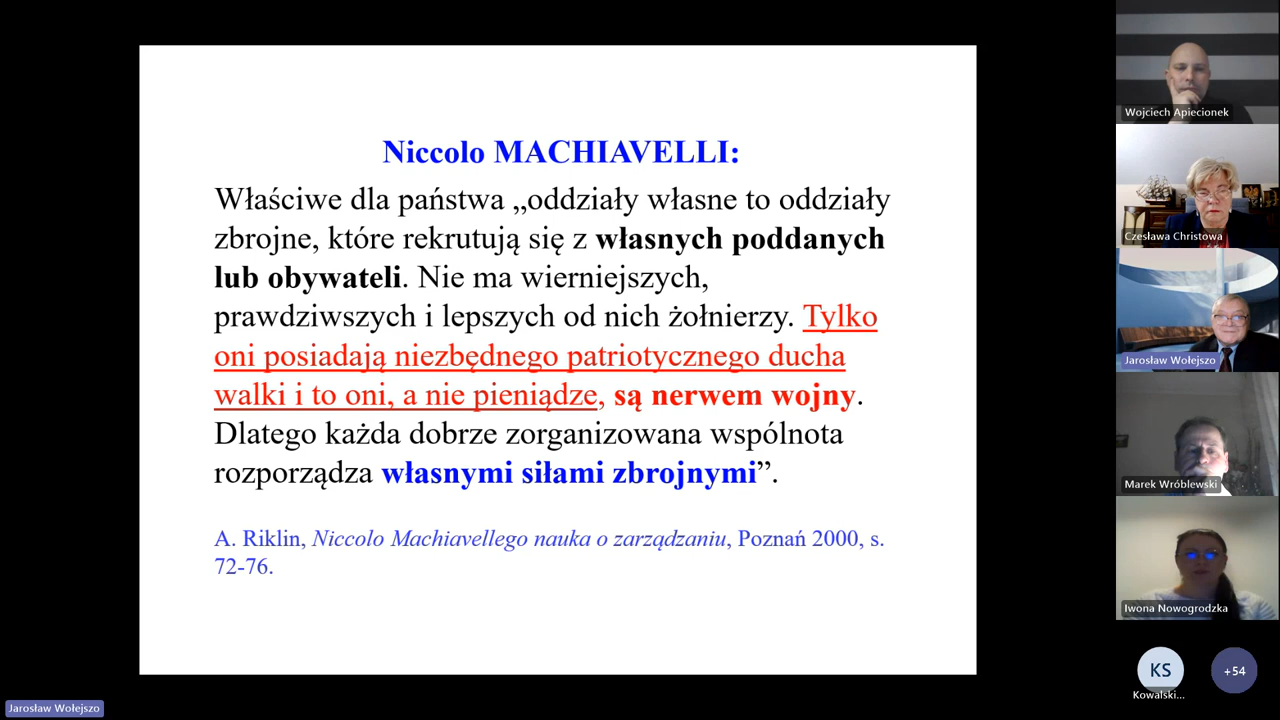 Niccolo MACHIAVELLI:
Właściwe dla państwa „oddziały własne to oddziały
zbrojne, które rekrutują się z własnych poddanych
lub obywateli. Nie ma wierniejszych,
prawdziwszych i lepszych od nich żołnierzy. Tylko
oni posiadają niezbędnego patriotycznego ducha
walki i to oni, a nie pieniądze, są nerwem wojny.
Dlatego każda dobrze zorganizowana wspólnota
rozporządza własnymi siłami zbrojnymi”.
A. Riklin, Niccolo Machiavellego nauka o zarządzaniu, Poznań 2000, s.
72-76.
Wojciech Apiecionek
Czesława Christowa
Jarosław Wołejszo
Marek Wróblewski
Iwona Nowogrodzka
KS
Kowalski...
+54
Jarosław Wołejszo